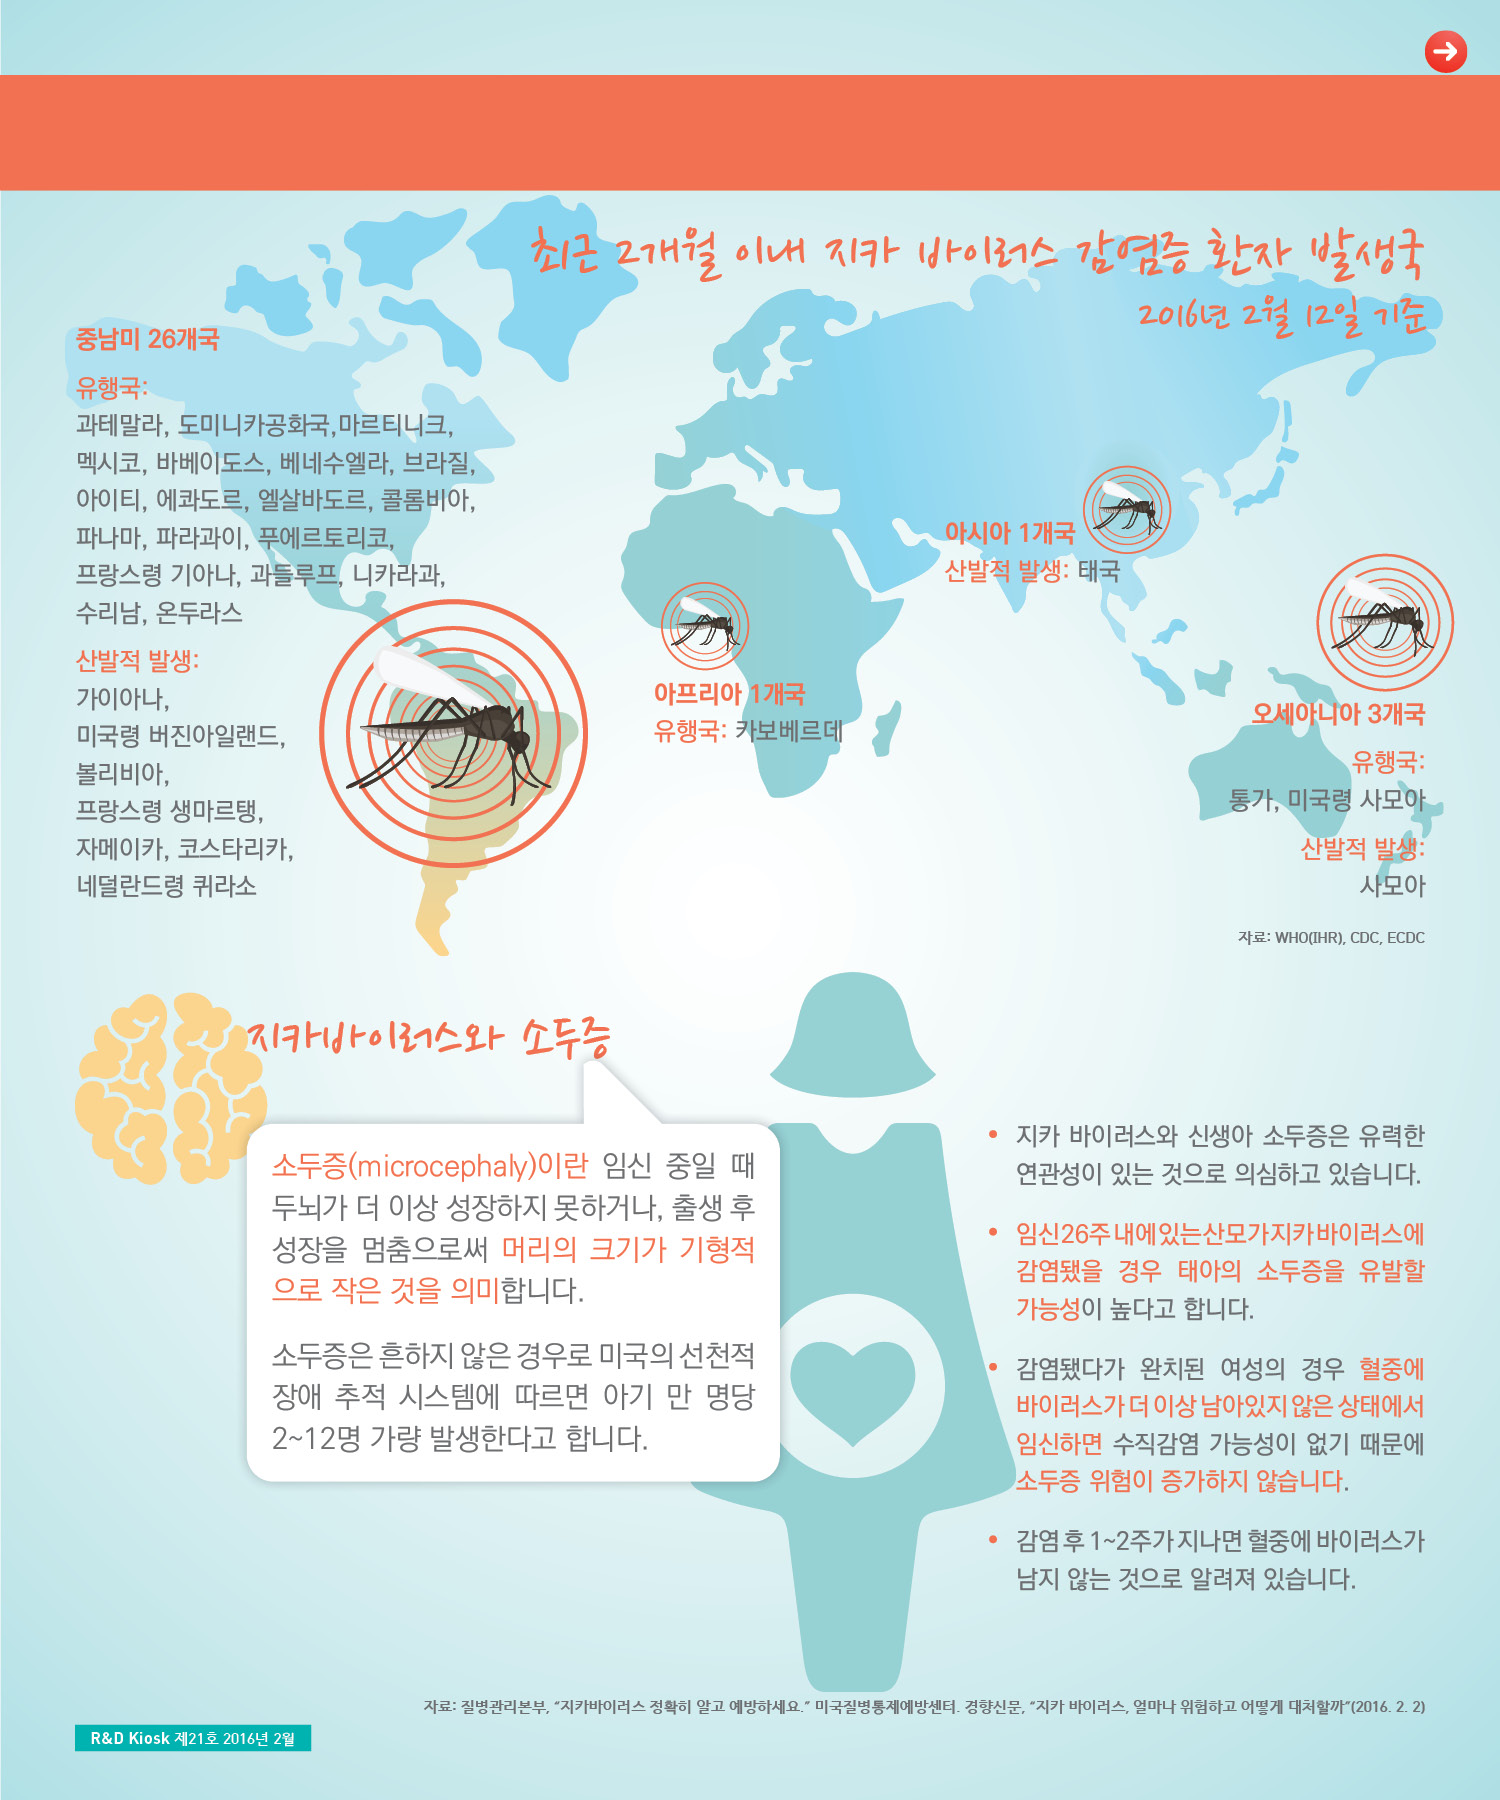 최근 2개월 이내 지카 바이러스 감염증 환자 발생국
2016년 2월 12일 기준
중남미 26개국
유행국:
과테말라, 도미니카공화국,마르티니크,
멕시코, 바베이도스, 베네수엘라, 브라질,
아이티, 에콰도르, 엘살바도르, 콜롬비아,
파나마, 파라과이, 푸에르토리코,
프랑스령 기아나, 과들루프, 니카라과,
수리남, 온두라스
산발적 발생:
가이아나,
미국령 버진아일랜드,
볼리비아,
프랑스령 생마르탱,
자메이카, 코스타리카,
네덜란드령 퀴라소
아프리아 1개국
유행국: 카보베르데
아시아 1개국
산발적 발생: 태국
오세아니아 3개국
유행국:
통가, 미국령 사모아
산발적 발생:
사모아
자료: WHO(IHR), CDC, ECDC
지카바이러스와 소두증
소두증(microcephaly)이란 임신 중일 때
두뇌가 더 이상 성장하지 못하거나, 출생 후
성장을 멈춤으로써 머리의 크기가 기형적
으로 작은 것을 의미합니다.
소두증은 흔하지 않은 경우로 미국의 선천적
장애 추적 시스템에 따르면 아기 만 명당
2~12명 가량 발생한다고 합니다.
• 지카 바이러스와 신생아 소두증은 유력한
연관성이 있는 것으로 의심하고 있습니다.
• 임신26주 내에 있는 산모가 지카 바이러스에
감염됐을 경우 태아의 소두증을 유발할
가능성이 높다고 합니다.
• 감염됐다가 완치된 여성의 경우 혈중에
바이러스가 더 이상 남아있지 않은 상태에서
임신하면 수직감염 가능성이 없기 때문에
소두증 위험이 증가하지 않습니다.
• 감염 후 1~2주가 지나면 혈중에 바이러스가
남지 않는 것으로 알려져 있습니다.
자료: 질병관리본부, “지카바이러스 정확히 알고 예방하세요.” 미국질병통제예방센터. 경향신문, “지카 바이러스, 얼마나 위험하고 어떻게 대처할까”(2016. 2. 2)
R&D Kiosk 제21호 2016년 2월